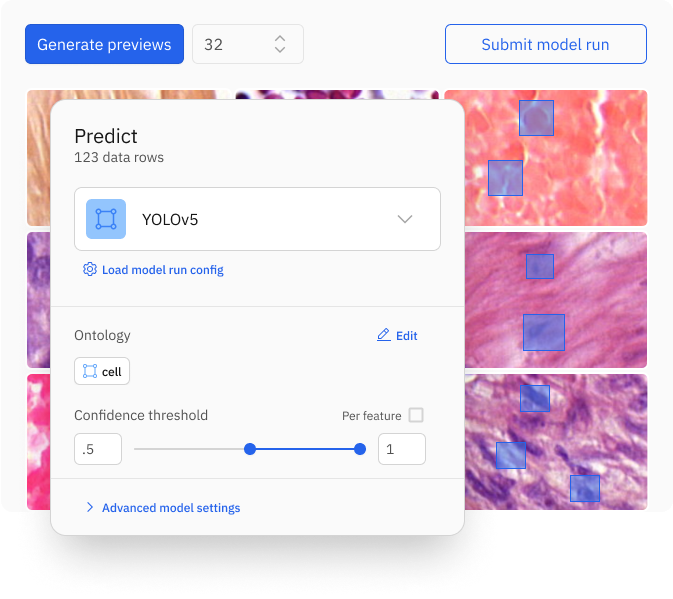 Generate previews
32
Submit model run
Predict
123 data rows
YOLOv5
Load model run config
Ontology
Edit
cell
Confidence threshold
Per feature
.5
1
Advanced model settings